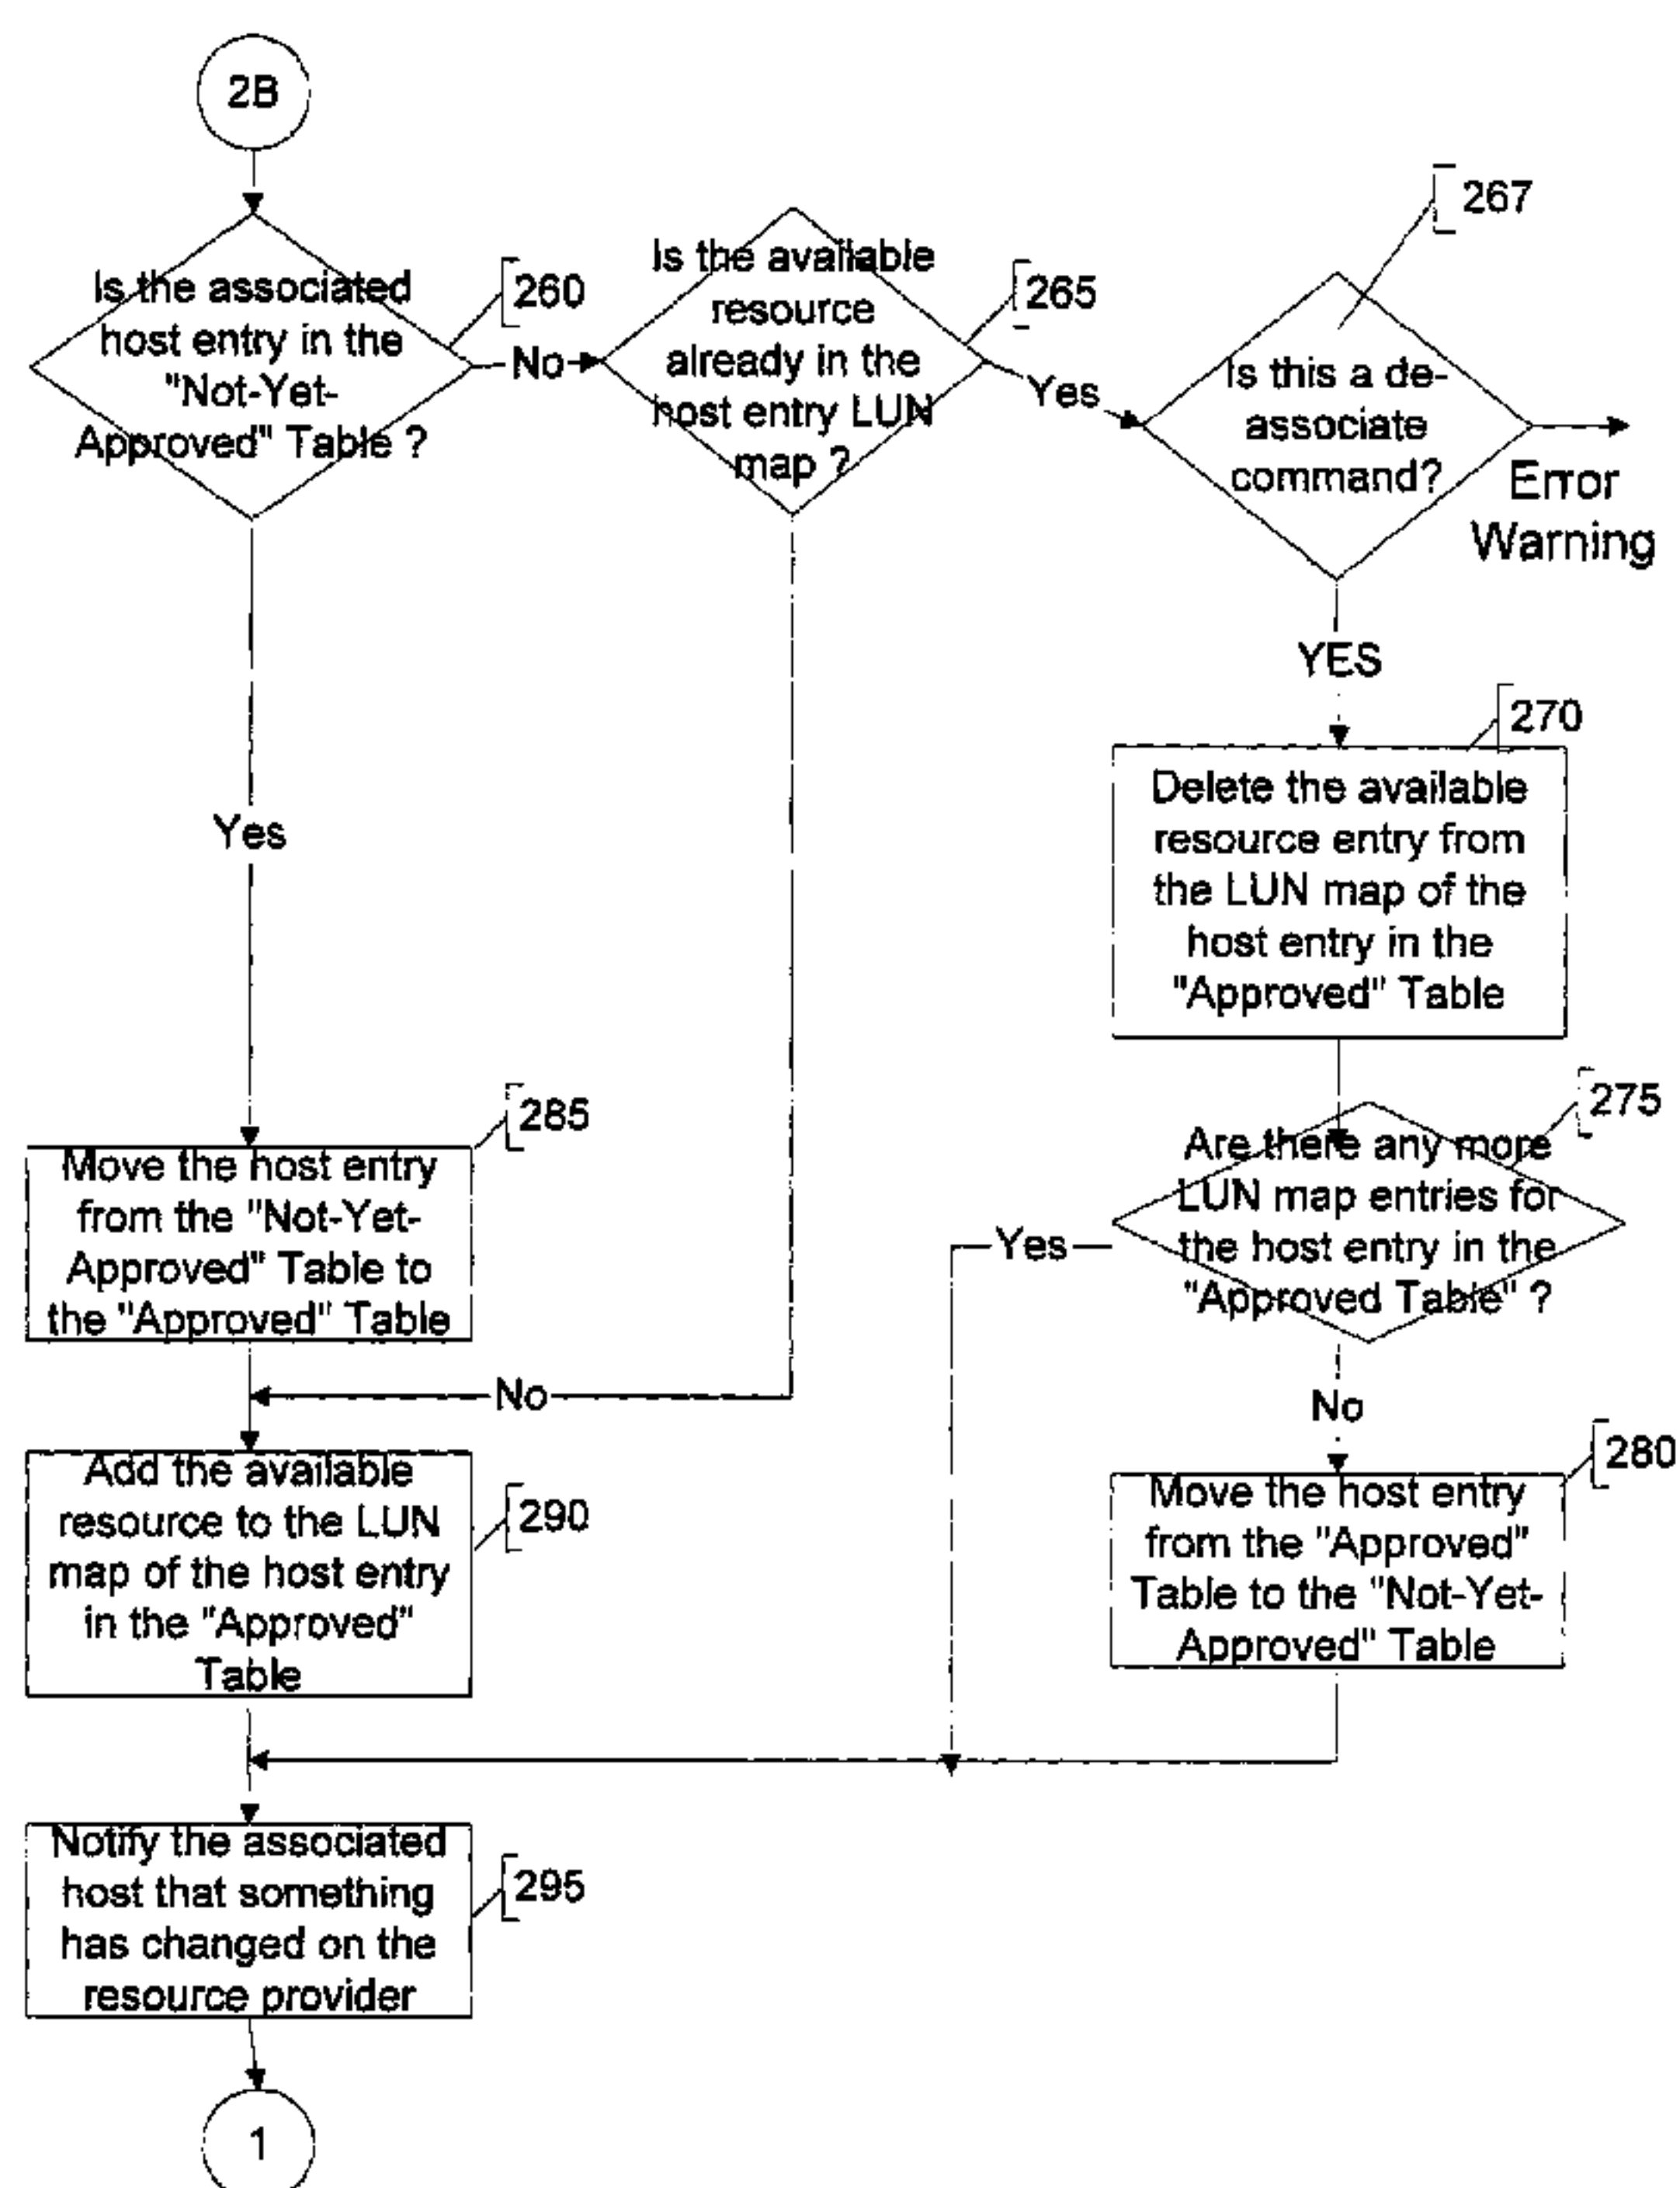 2B
Is the associated
host entry in the
"Not-Yet-
Approved" Table ?
260
No
Is the available
resource
already in the
host entry LUN
map ?
265
Yes
267
Is this a de-
associate
command?
Error
Warning
YES
270
Delete the available
resource entry from
the LUN map of the
host entry in the
"Approved" Table
275
Are there any more
LUN map entries for
the host entry in the
"Approved Table" ?
Yes
No
280
Move the host entry
from the "Approved"
Table to the "Not-Yet-
Approved" Table
Yes
285
Move the host entry
from the "Not-Yet-
Approved" Table to
the "Approved" Table
No
290
Add the available
resource to the LUN
map of the host entry
in the "Approved"
Table
295
Notify the associated
host that something
has changed on the
resource provider
1